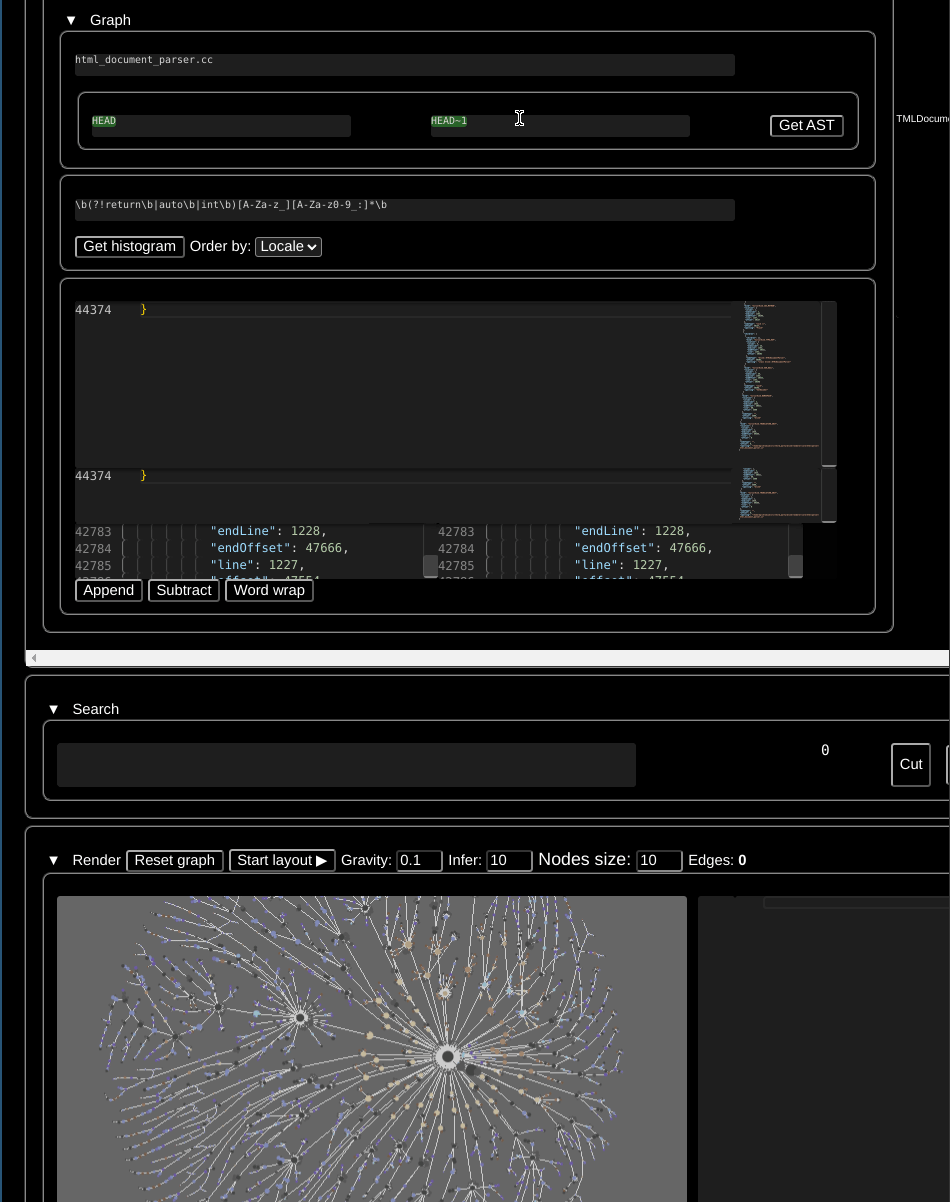 ▼ Graph
html_document_parser.cc
HEAD HEAD~1 Get AST
TMLDocum
\b(?!return\b|auto\b|int\b)[A-Za-z_][A-Za-z0-9_:]*\b
Get histogram Order by: Locale
44374 }
44374 }
42783 "endLine": 1228, 42783 "endLine": 1228,
42784 "endOffset": 47666, 42784 "endOffset": 47666,
42785 "line": 1227, 42785 "line": 1227,
Append Subtract Word wrap
▼ Search
0 Cut
▼ Render Reset graph Start layout ▶ Gravity: 0.1 Infer: 10 Nodes size: 10 Edges: 0